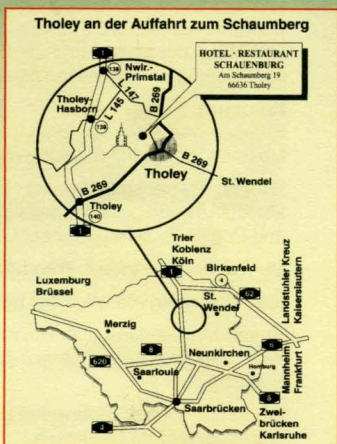 Tholey an der Auffahrt zum Schaumberg
HOTEL - RESTAURANT
SCHAUENBURG
Am Schaumberg 19
66636 Tholey
1
138
Nwlr.-
Primstal
L 147
B 269
L 145
Tholey-
Hasborn
139
B 269
Tholey
St. Wendel
B 269
Tholey
140
1
Trier
Koblenz
Köln
1
Birkenfeld
4
62
Landstuhler Kreuz
Kaiserslautern
Luxemburg
Brüssel
St.
Wendel
Merzig
8
620
Saarlouis
Neunkirchen
6
Homburg
Mannheim
Frankfurt
Saarbrücken
8
4
Zwei-
brücken
Karlsruhe